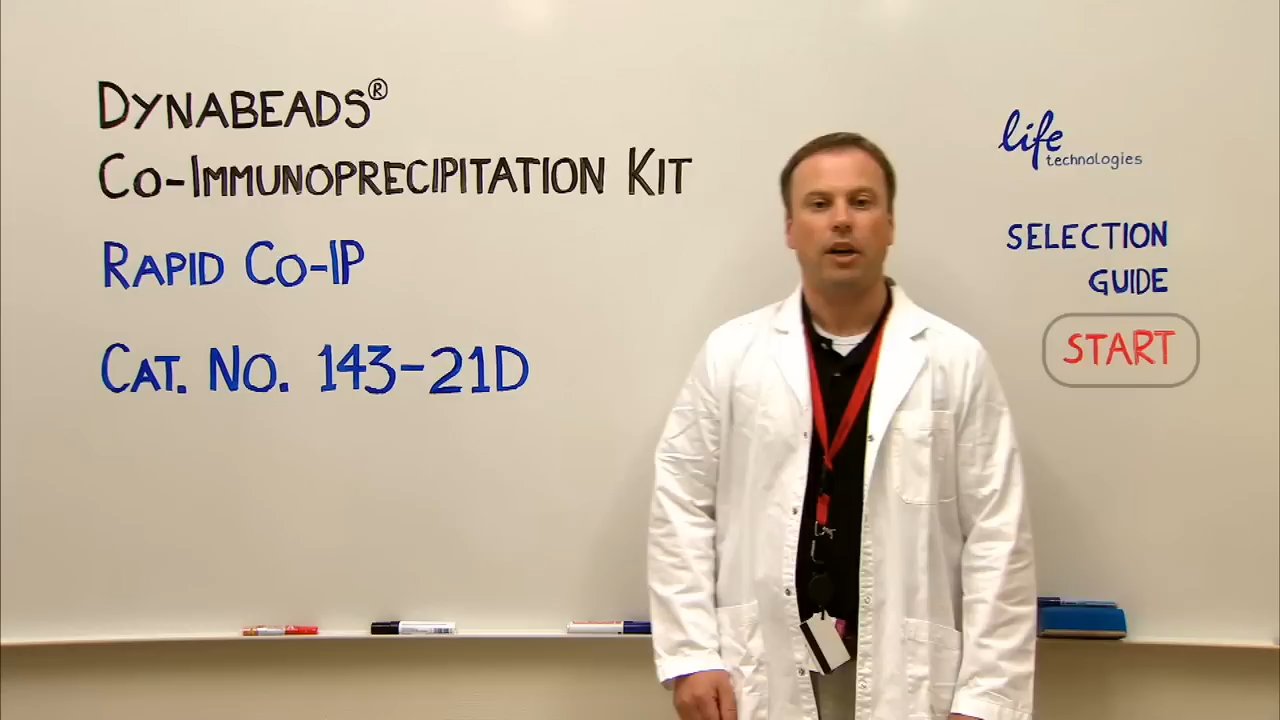 DYNABEADS®
CO-IMMUNOPRECIPITATION KIT
RAPID CO-IP
CAT. NO. 143-21D
life
technologies
SELECTION
GUIDE
START